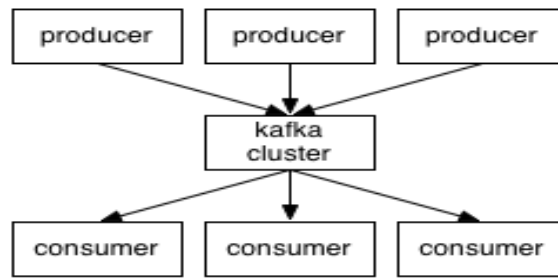 producer
producer
producer
kafka
cluster
consumer
consumer
consumer